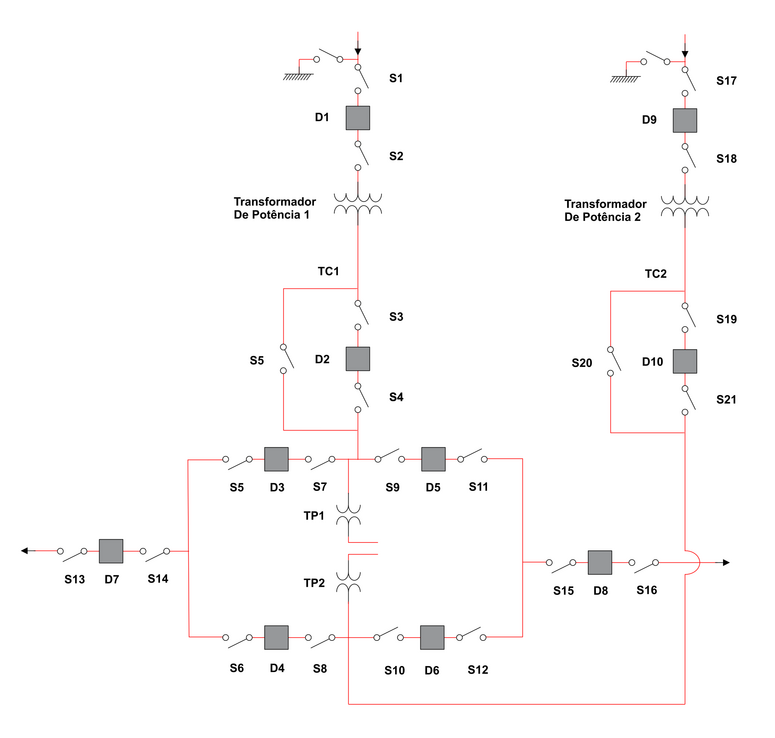 S1
S17
D1
D9
S2
S18
Transformador
De Potência 1
Transformador
De Potência 2
TC1
TC2
S3
S19
S5
D2
S20
D10
S4
S21
S5
D3
S7
S9
D5
S11
TP1
TP2
S13
D7
S14
S15
D8
S16
S6
D4
S8
S10
D6
S12